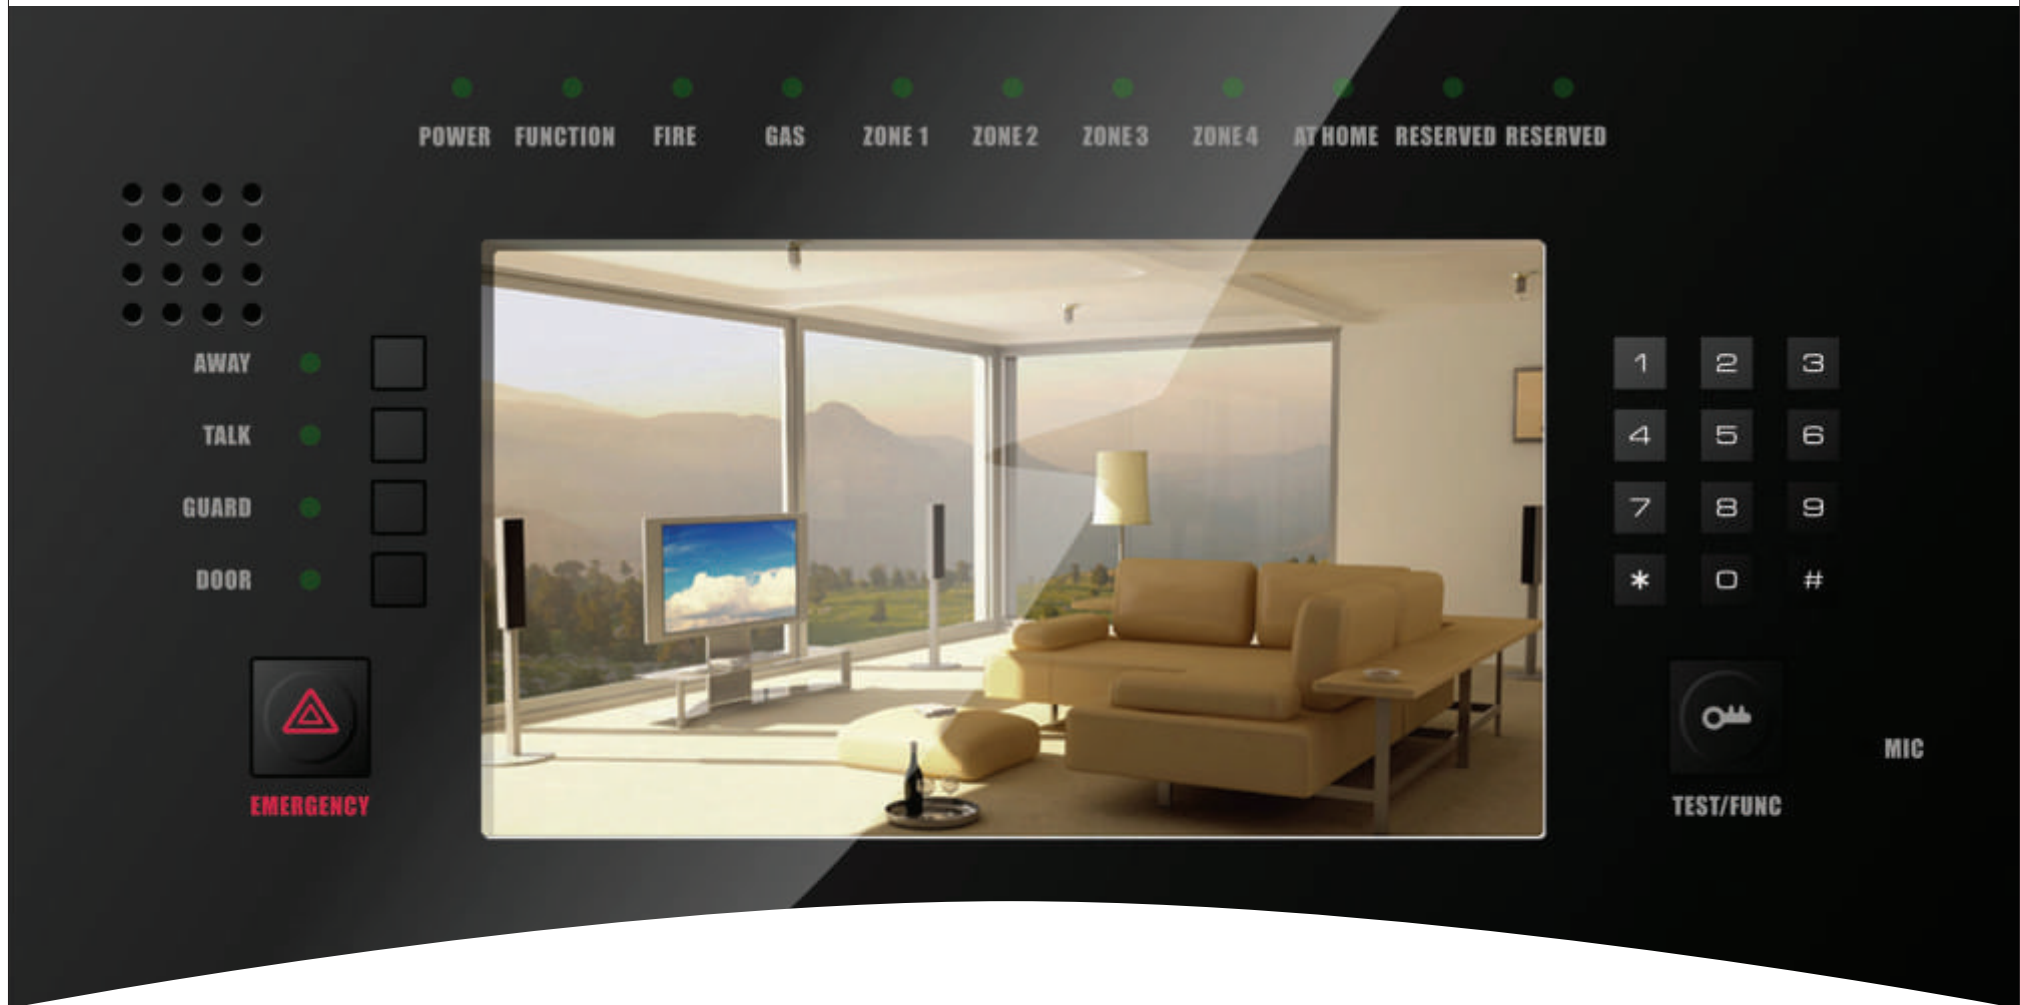 POWER FUNCTION FIRE GAS ZONE 1 ZONE 2 ZONE 3 ZONE 4 AT HOME RESERVED RESERVED
AWAY
TALK
GUARD
DOOR
EMERGENCY
1 2 3
4 5 6
7 8 9
* 0 #
TEST/FUNC
MIC